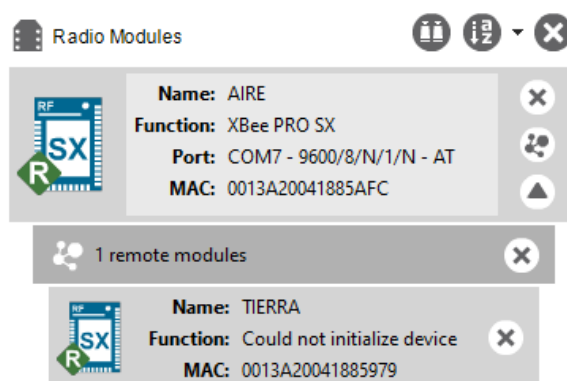 Radio Modules
RF
SX
R
Name: AIRE
Function: XBee PRO SX
Port: COM7 - 9600/8/N/1/N - AT
MAC: 0013A20041885AFC
1 remote modules
RF
SX
R
Name: TIERRA
Function: Could not initialize device
MAC: 0013A20041885979